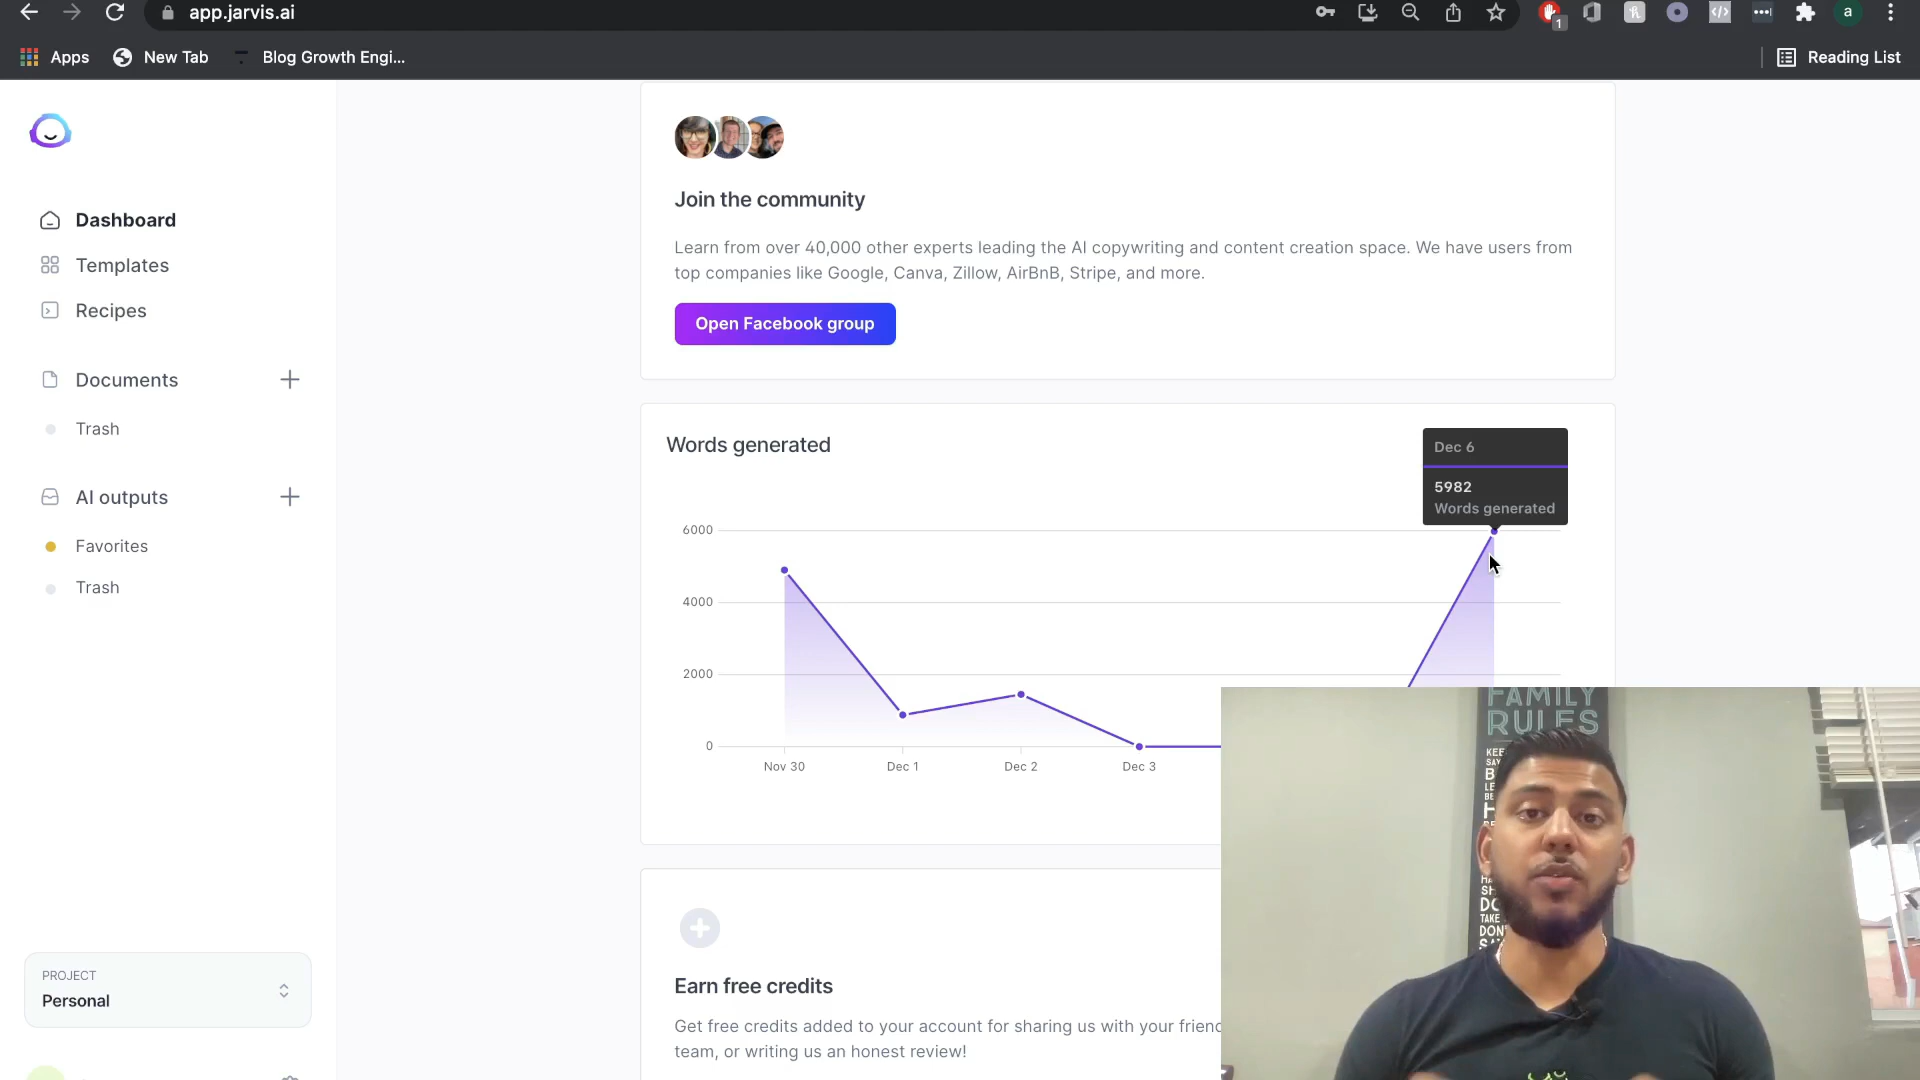 app.jarvis.ai
1
a
Apps
New Tab
Blog Growth Engi...
Reading List
Dashboard
Templates
Recipes
Documents
Trash
AI outputs
Favorites
Trash
PROJECT
Personal
Join the community
Learn from over 40,000 other experts leading the AI copywriting and content creation space. We have users from
top companies like Google, Canva, Zillow, AirBnB, Stripe, and more.
Open Facebook group
Words generated
Dec 6
5982
Words generated
6000
4000
2000
0
Nov 30
Dec 1
Dec 2
Dec 3
Earn free credits
Get free credits added to your account for sharing us with your friend
team, or writing us an honest review!
FAMILY
RULES
TAKE